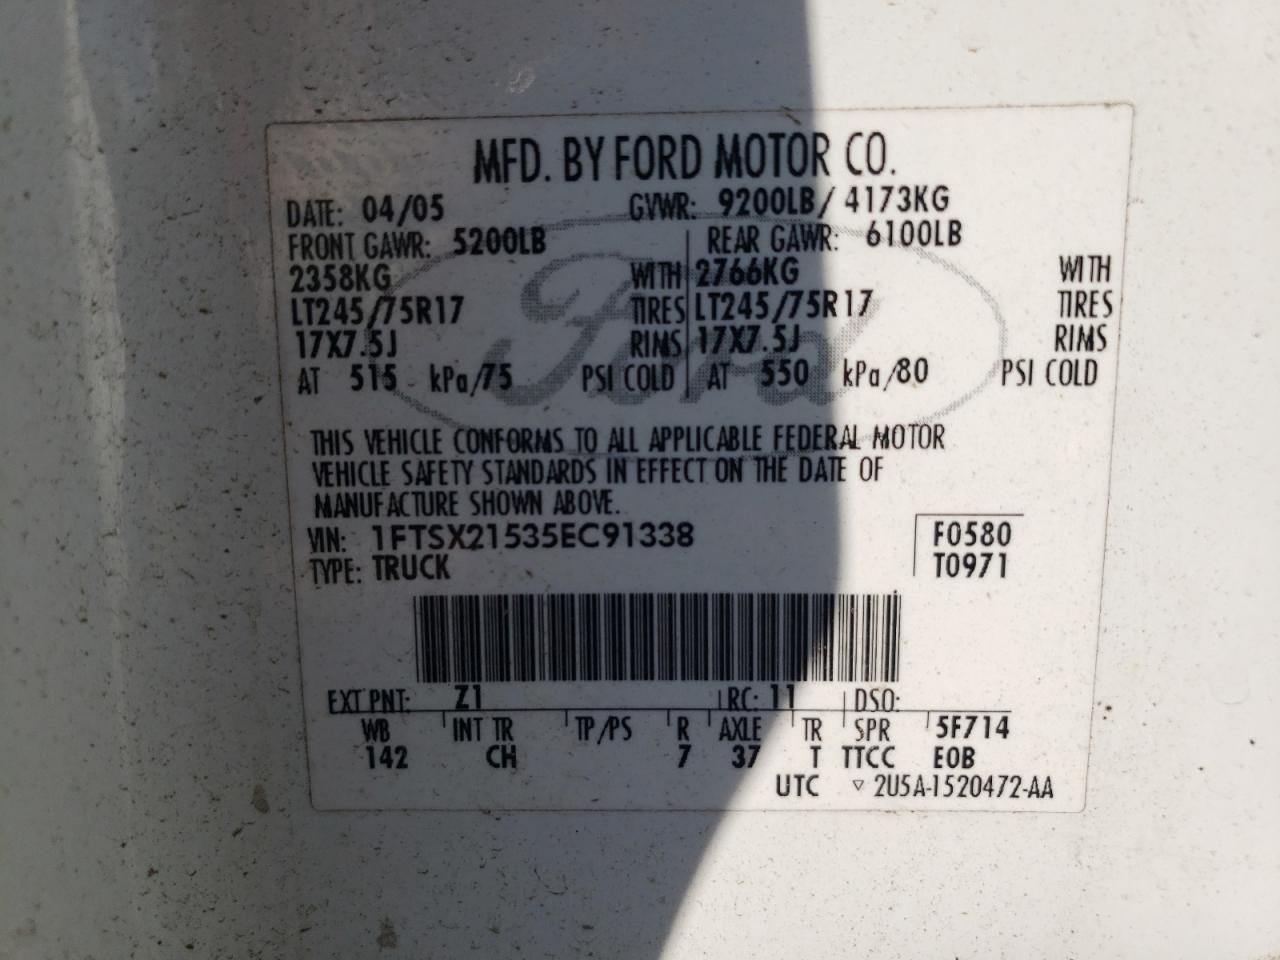 MFD. BY FORD MOTOR CO.
DATE: 04/05 GVWR: 9200LB/ 4173KG
FRONT GAWR: 5200LB REAR GAWR: 6100LB
2358KG WITH 2766KG WITH
LT245/75R17 TIRES LT245/75R17 TIRES
17X7.5J RIMS 17X7.5J RIMS
AT 515 kPa/75 PSI COLD AT 550 kPa/80 PSI COLD
Ford
THIS VEHICLE CONFORMS TO ALL APPLICABLE FEDERAL MOTOR
VEHICLE SAFETY STANDARDS IN EFFECT ON THE DATE OF
MANUFACTURE SHOWN ABOVE.
VIN: 1FTSX21535EC91338 F0580
TYPE: TRUCK T0971
EXT PNT: Z1 RC: 11 DSO:
WB INT TR TP/PS R AXLE TR SPR 5F714
142 CH 7 37 T TTCC E0B
UTC ▿ 2U5A-1520472-AA